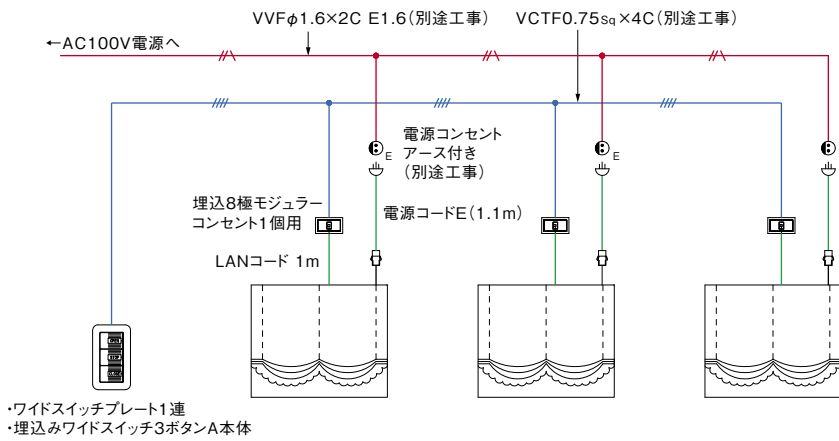 VVFφ1.6×2C E1.6(別途工事)
VCTF0.75sq×4C(別途工事)
←AC100V電源へ
E
電源コンセント
アース付き
(別途工事)
E
埋込8極モジュラー
コンセント1個用
電源コードE(1.1m)
LANコード 1m
・ワイドスイッチプレート1連
・埋込みワイドスイッチ3ボタンA本体